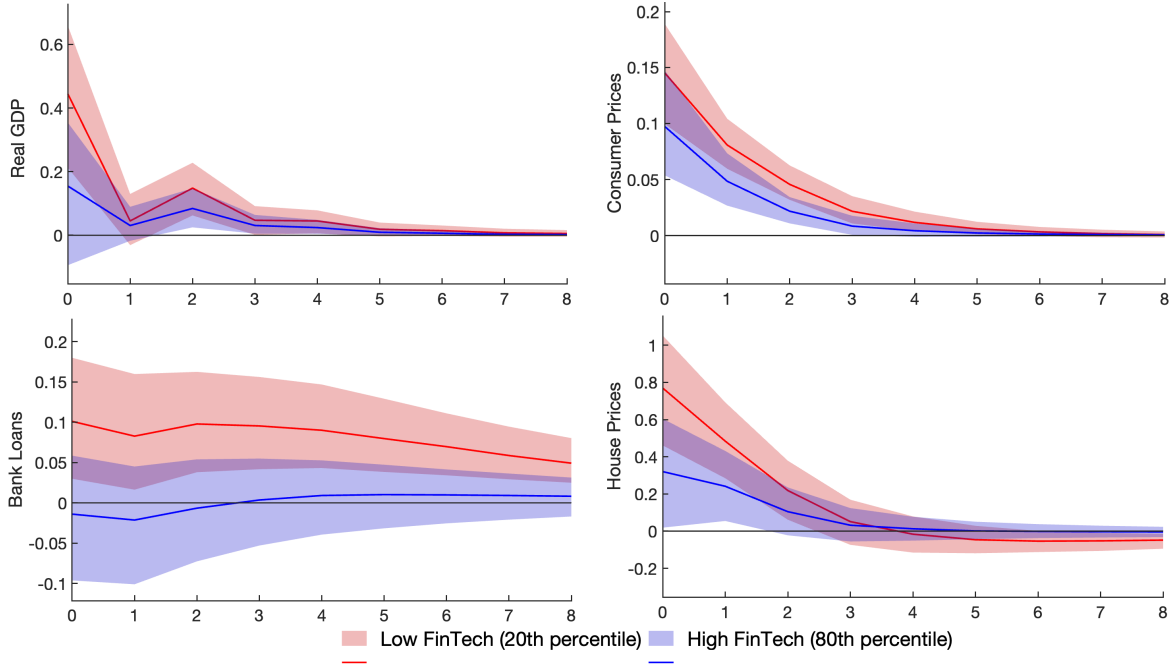 Real GDP
0.6
0.4
0.2
0
0 1 2 3 4 5 6 7 8
Consumer Prices
0.2
0.15
0.1
0.05
0
0 1 2 3 4 5 6 7 8
Bank Loans
0.2
0.15
0.1
0.05
0
-0.05
-0.1
0 1 2 3 4 5 6 7 8
House Prices
1
0.8
0.6
0.4
0.2
0
-0.2
0 1 2 3 4 5 6 7 8
Low FinTech (20th percentile) High FinTech (80th percentile)